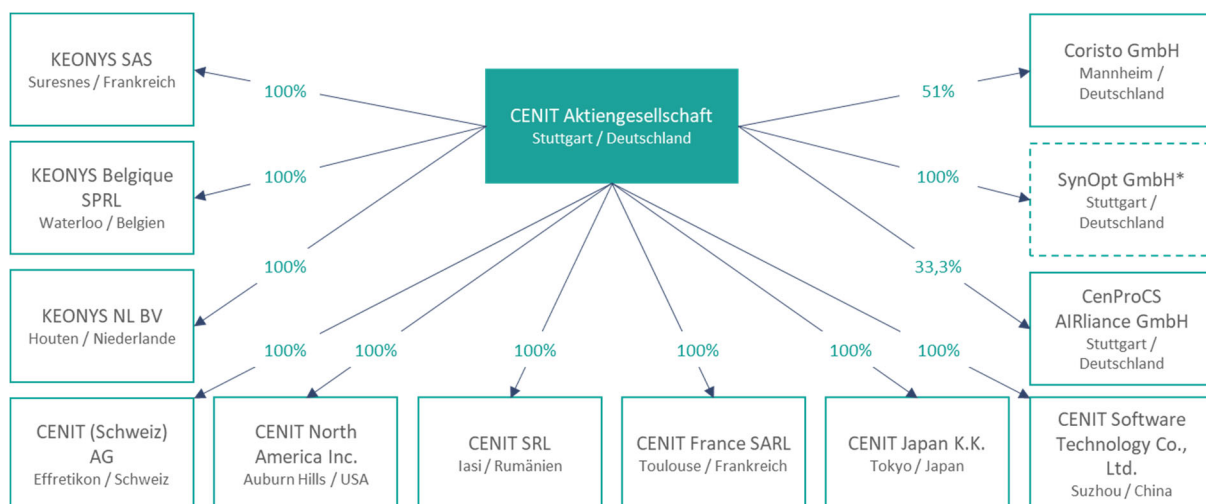 KEONYS SAS
Suresnes / Frankreich
100%
CENIT Aktiengesellschaft
Stuttgart / Deutschland
51%
Coristo GmbH
Mannheim /
Deutschland
KEONYS Belgique
SPRL
Waterloo / Belgien
100%
100%
SynOpt GmbH*
Stuttgart /
Deutschland
KEONYS NL BV
Houten / Niederlande
100%
33,3%
CenProCS
AIRliance GmbH
Stuttgart /
Deutschland
100%
100%
100%
100%
100%
100%
CENIT (Schweiz)
AG
Effretikon / Schweiz
CENIT North
America Inc.
Auburn Hills / USA
CENIT SRL
Iasi / Rumänien
CENIT France SARL
Toulouse / Frankreich
CENIT Japan K.K.
Tokyo / Japan
CENIT Software
Technology Co.,
Ltd.
Suzhou / China